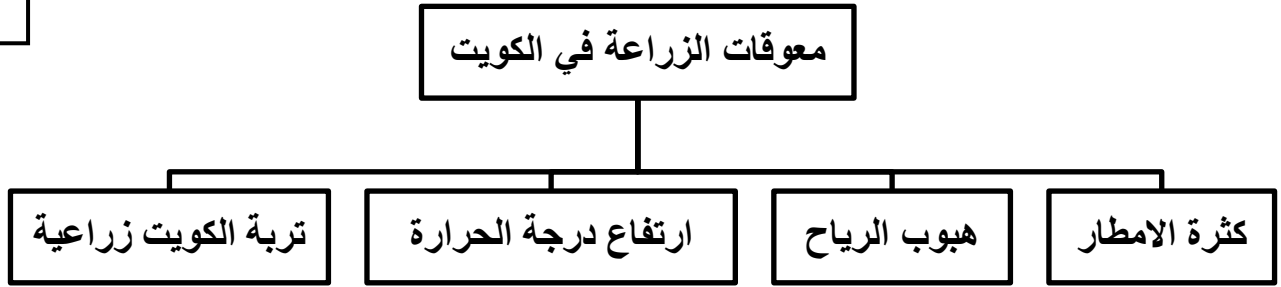 معوقات الزراعة في الكويت
كثرة الامطار
هبوب الرياح
ارتفاع درجة الحرارة
تربة الكويت زراعية